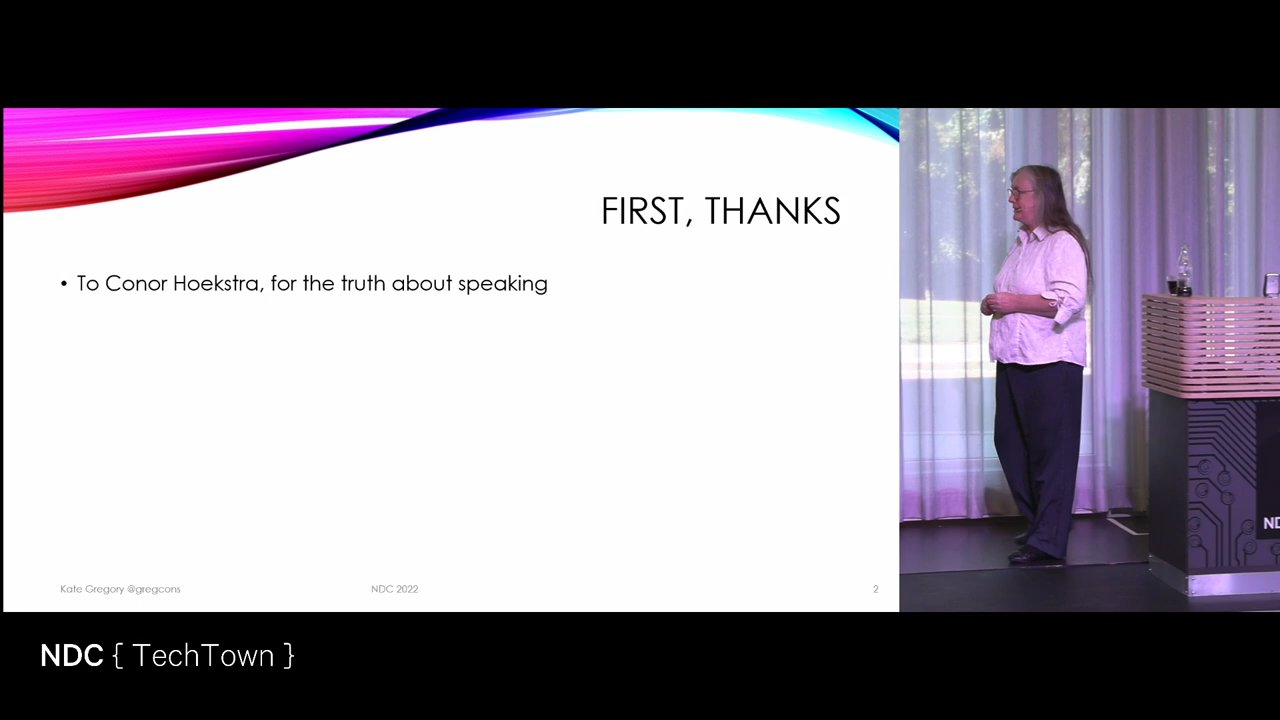 FIRST, THANKS
• To Conor Hoekstra, for the truth about speaking
Kate Gregory @gregcons
NDC 2022
2
NDC { TechTown }